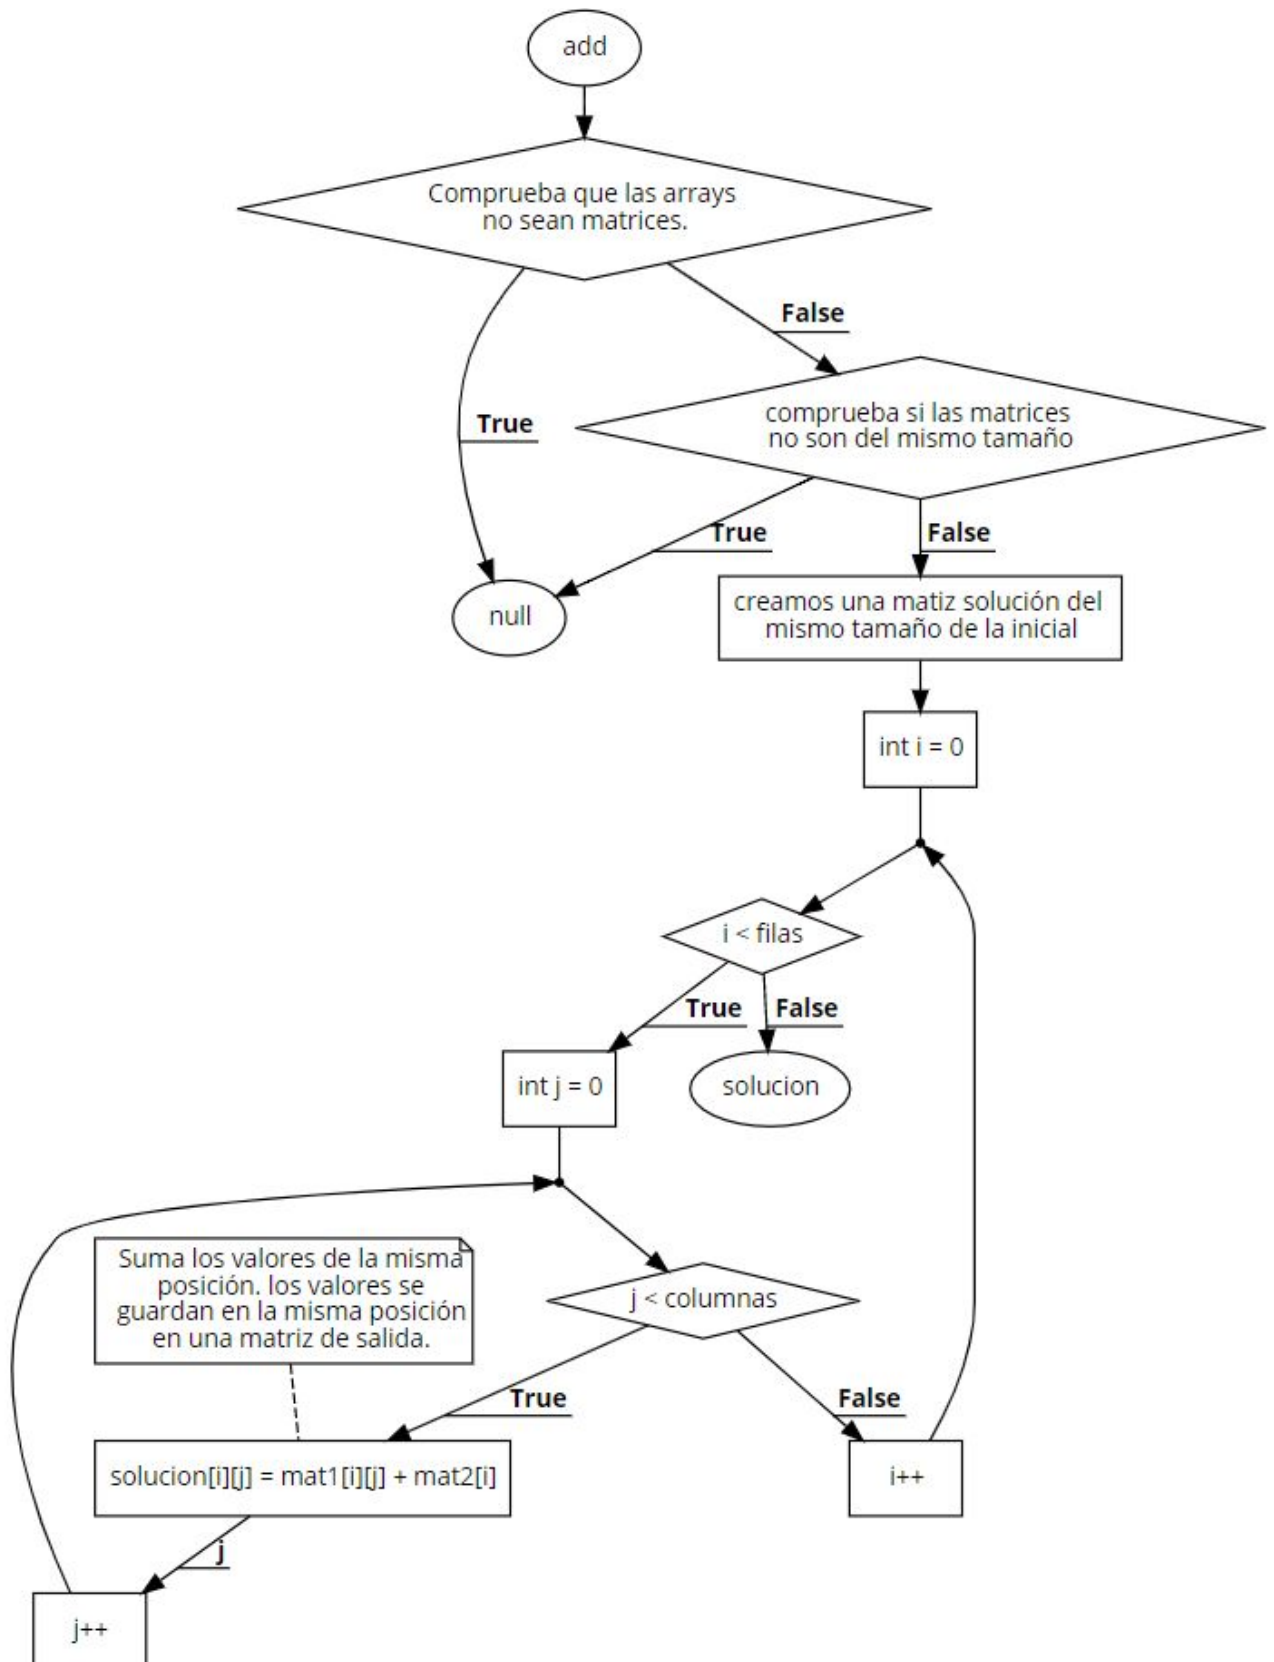 add
Comprueba que las arrays
no sean matrices.
False
True
comprueba si las matrices
no son del mismo tamaño
True
False
null
creamos una matiz solución del
mismo tamaño de la inicial
int i = 0
i < filas
True
False
int j = 0
solucion
Suma los valores de la misma
posición. los valores se
guardan en la misma posición
en una matriz de salida.
j < columnas
True
False
solucion[i][j] = mat1[i][j] + mat2[i]
i++
j
j++